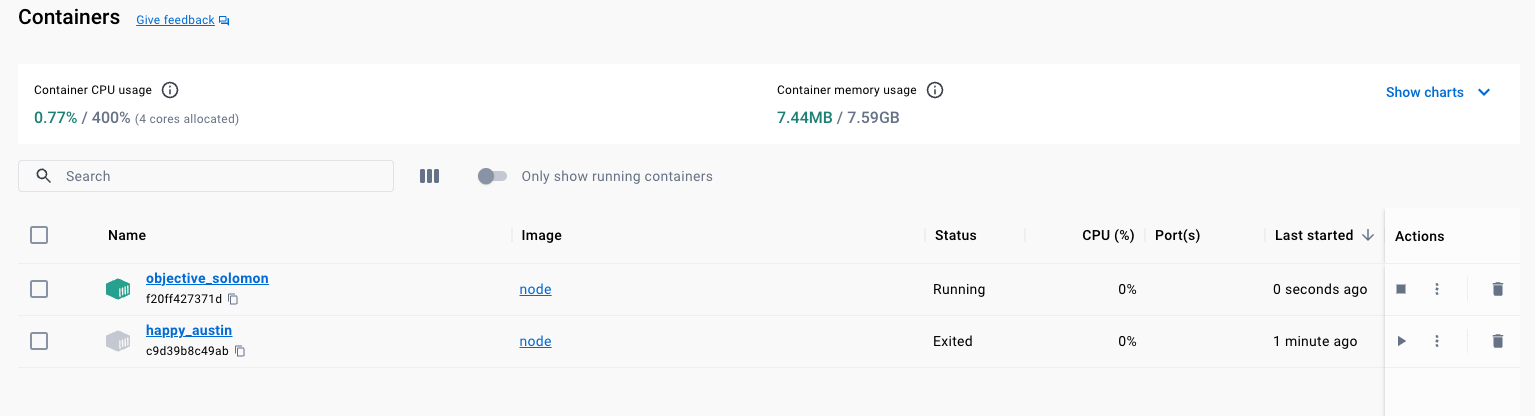 Containers Give feedback
Container CPU usage
0.77% / 400% (4 cores allocated)
Container memory usage
7.44MB / 7.59GB
Show charts
Search
Only show running containers
Name Image Status CPU (%) Port(s) Last started Actions
objective_solomon
f20ff427371d
node Running 0% 0 seconds ago
happy_austin
c9d39b8c49ab
node Exited 0% 1 minute ago